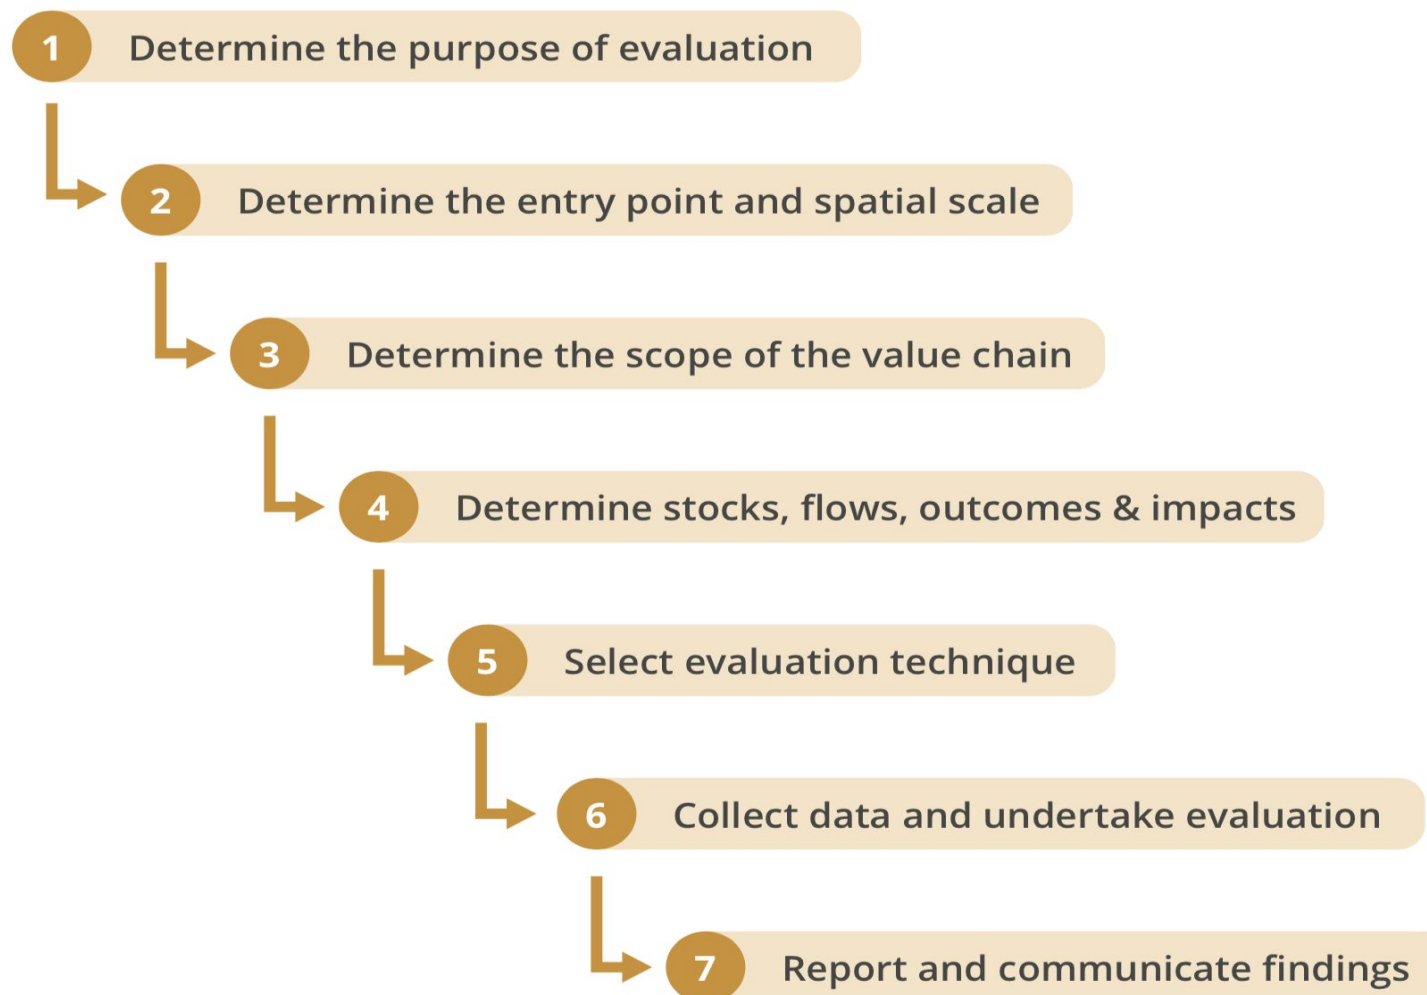 1 Determine the purpose of evaluation
2 Determine the entry point and spatial scale
3 Determine the scope of the value chain
4 Determine stocks, flows, outcomes & impacts
5 Select evaluation technique
6 Collect data and undertake evaluation
7 Report and communicate findings